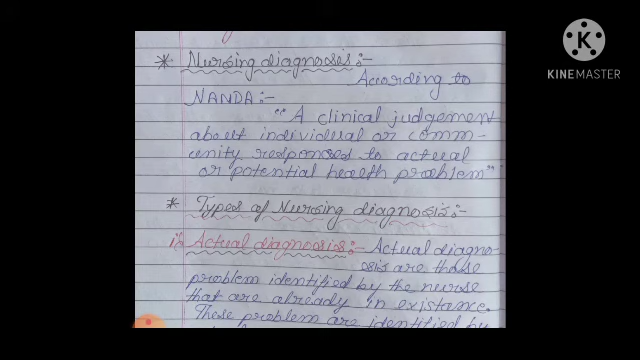 * Nursing diagnosis:-
According to
NANDA:-
"A clinical judgement
about individual or comm-
unity responses to actual
or potential health problem"
* Types of Nursing diagnosis:-
i) Actual diagnosies:- Actual diagno-
sis are those
problem identified by the nurse
that are already in existance.
These problem are identified by
K
KINEMASTER